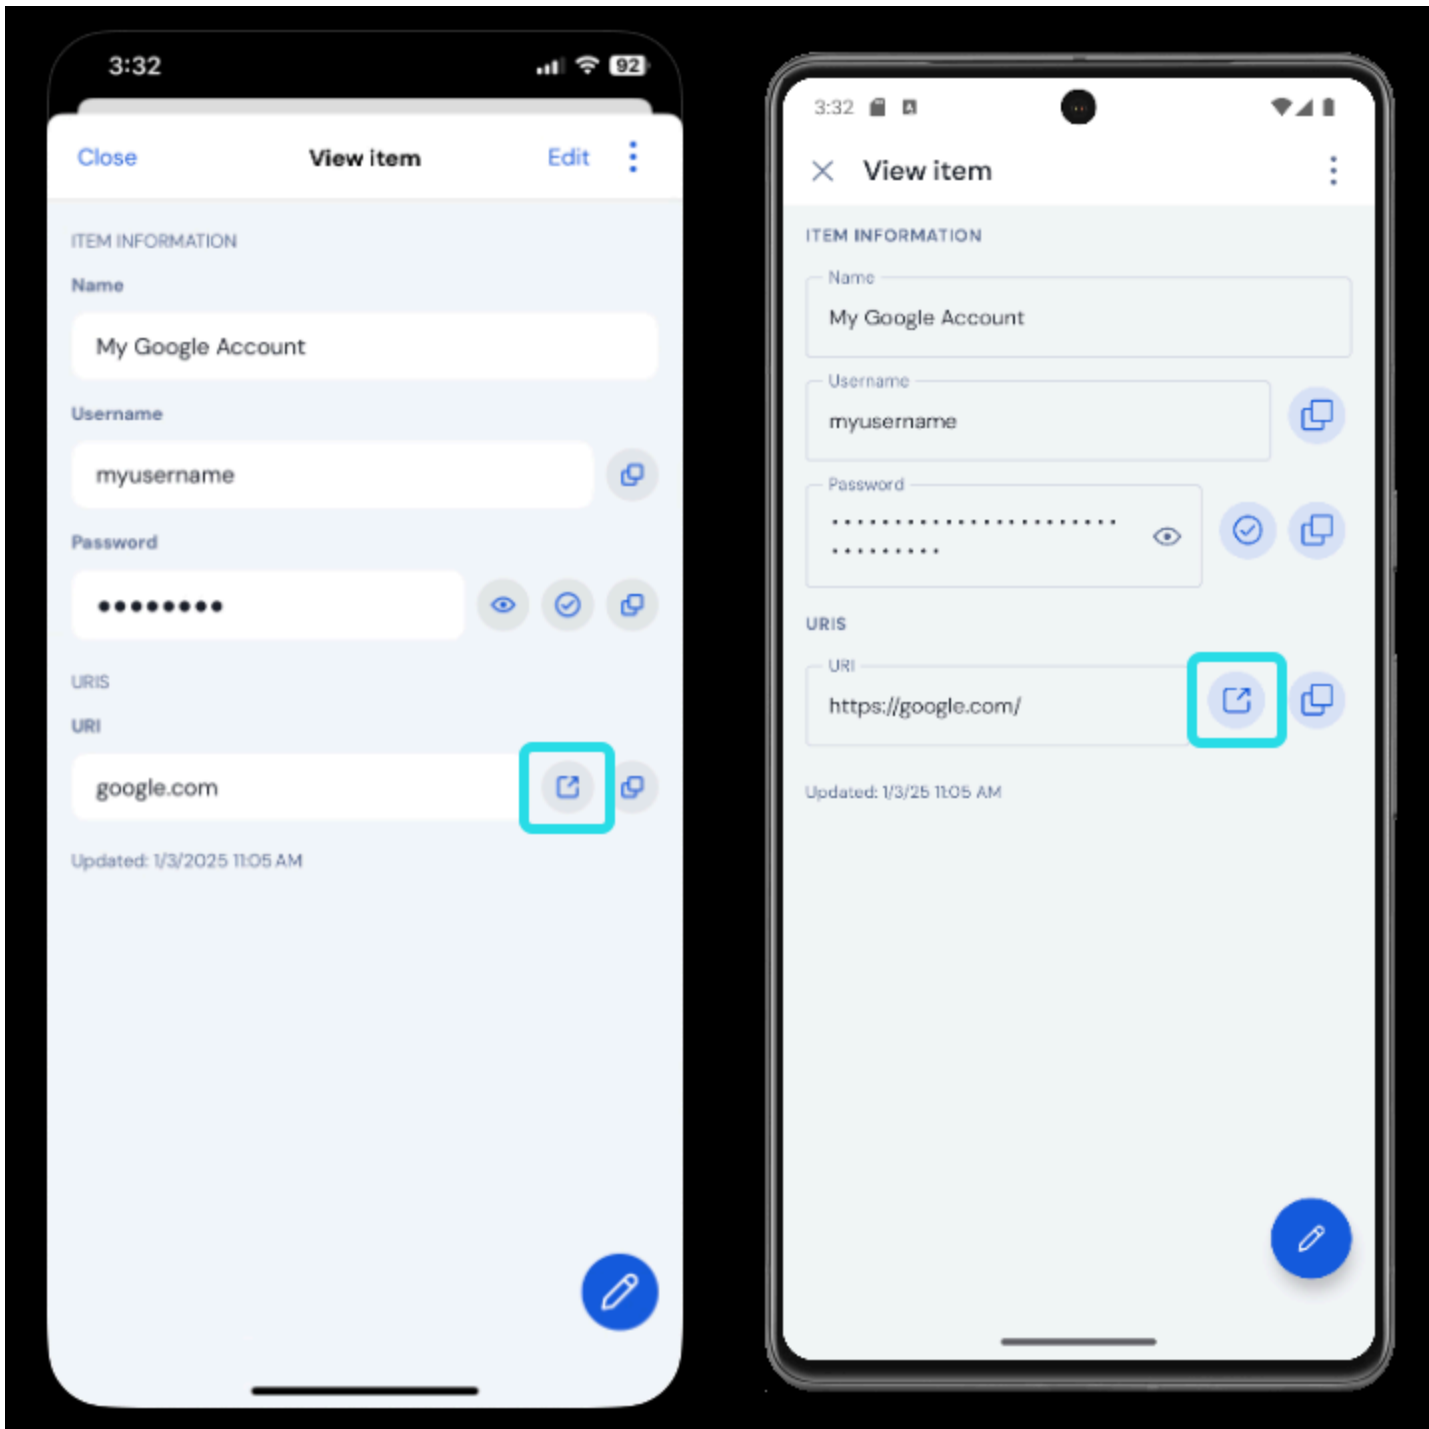 3:32
92
Close
View item
Edit
ITEM INFORMATION
Name
My Google Account
Username
myusername
Password
••••••••
URIS
URI
google.com
Updated: 1/3/2025 11:05 AM
3:32
View item
ITEM INFORMATION
Name
My Google Account
Username
myusername
Password
•••••••••••••••••••••••
•••••••••
URIS
URI
https://google.com/
Updated: 1/3/25 11:05 AM